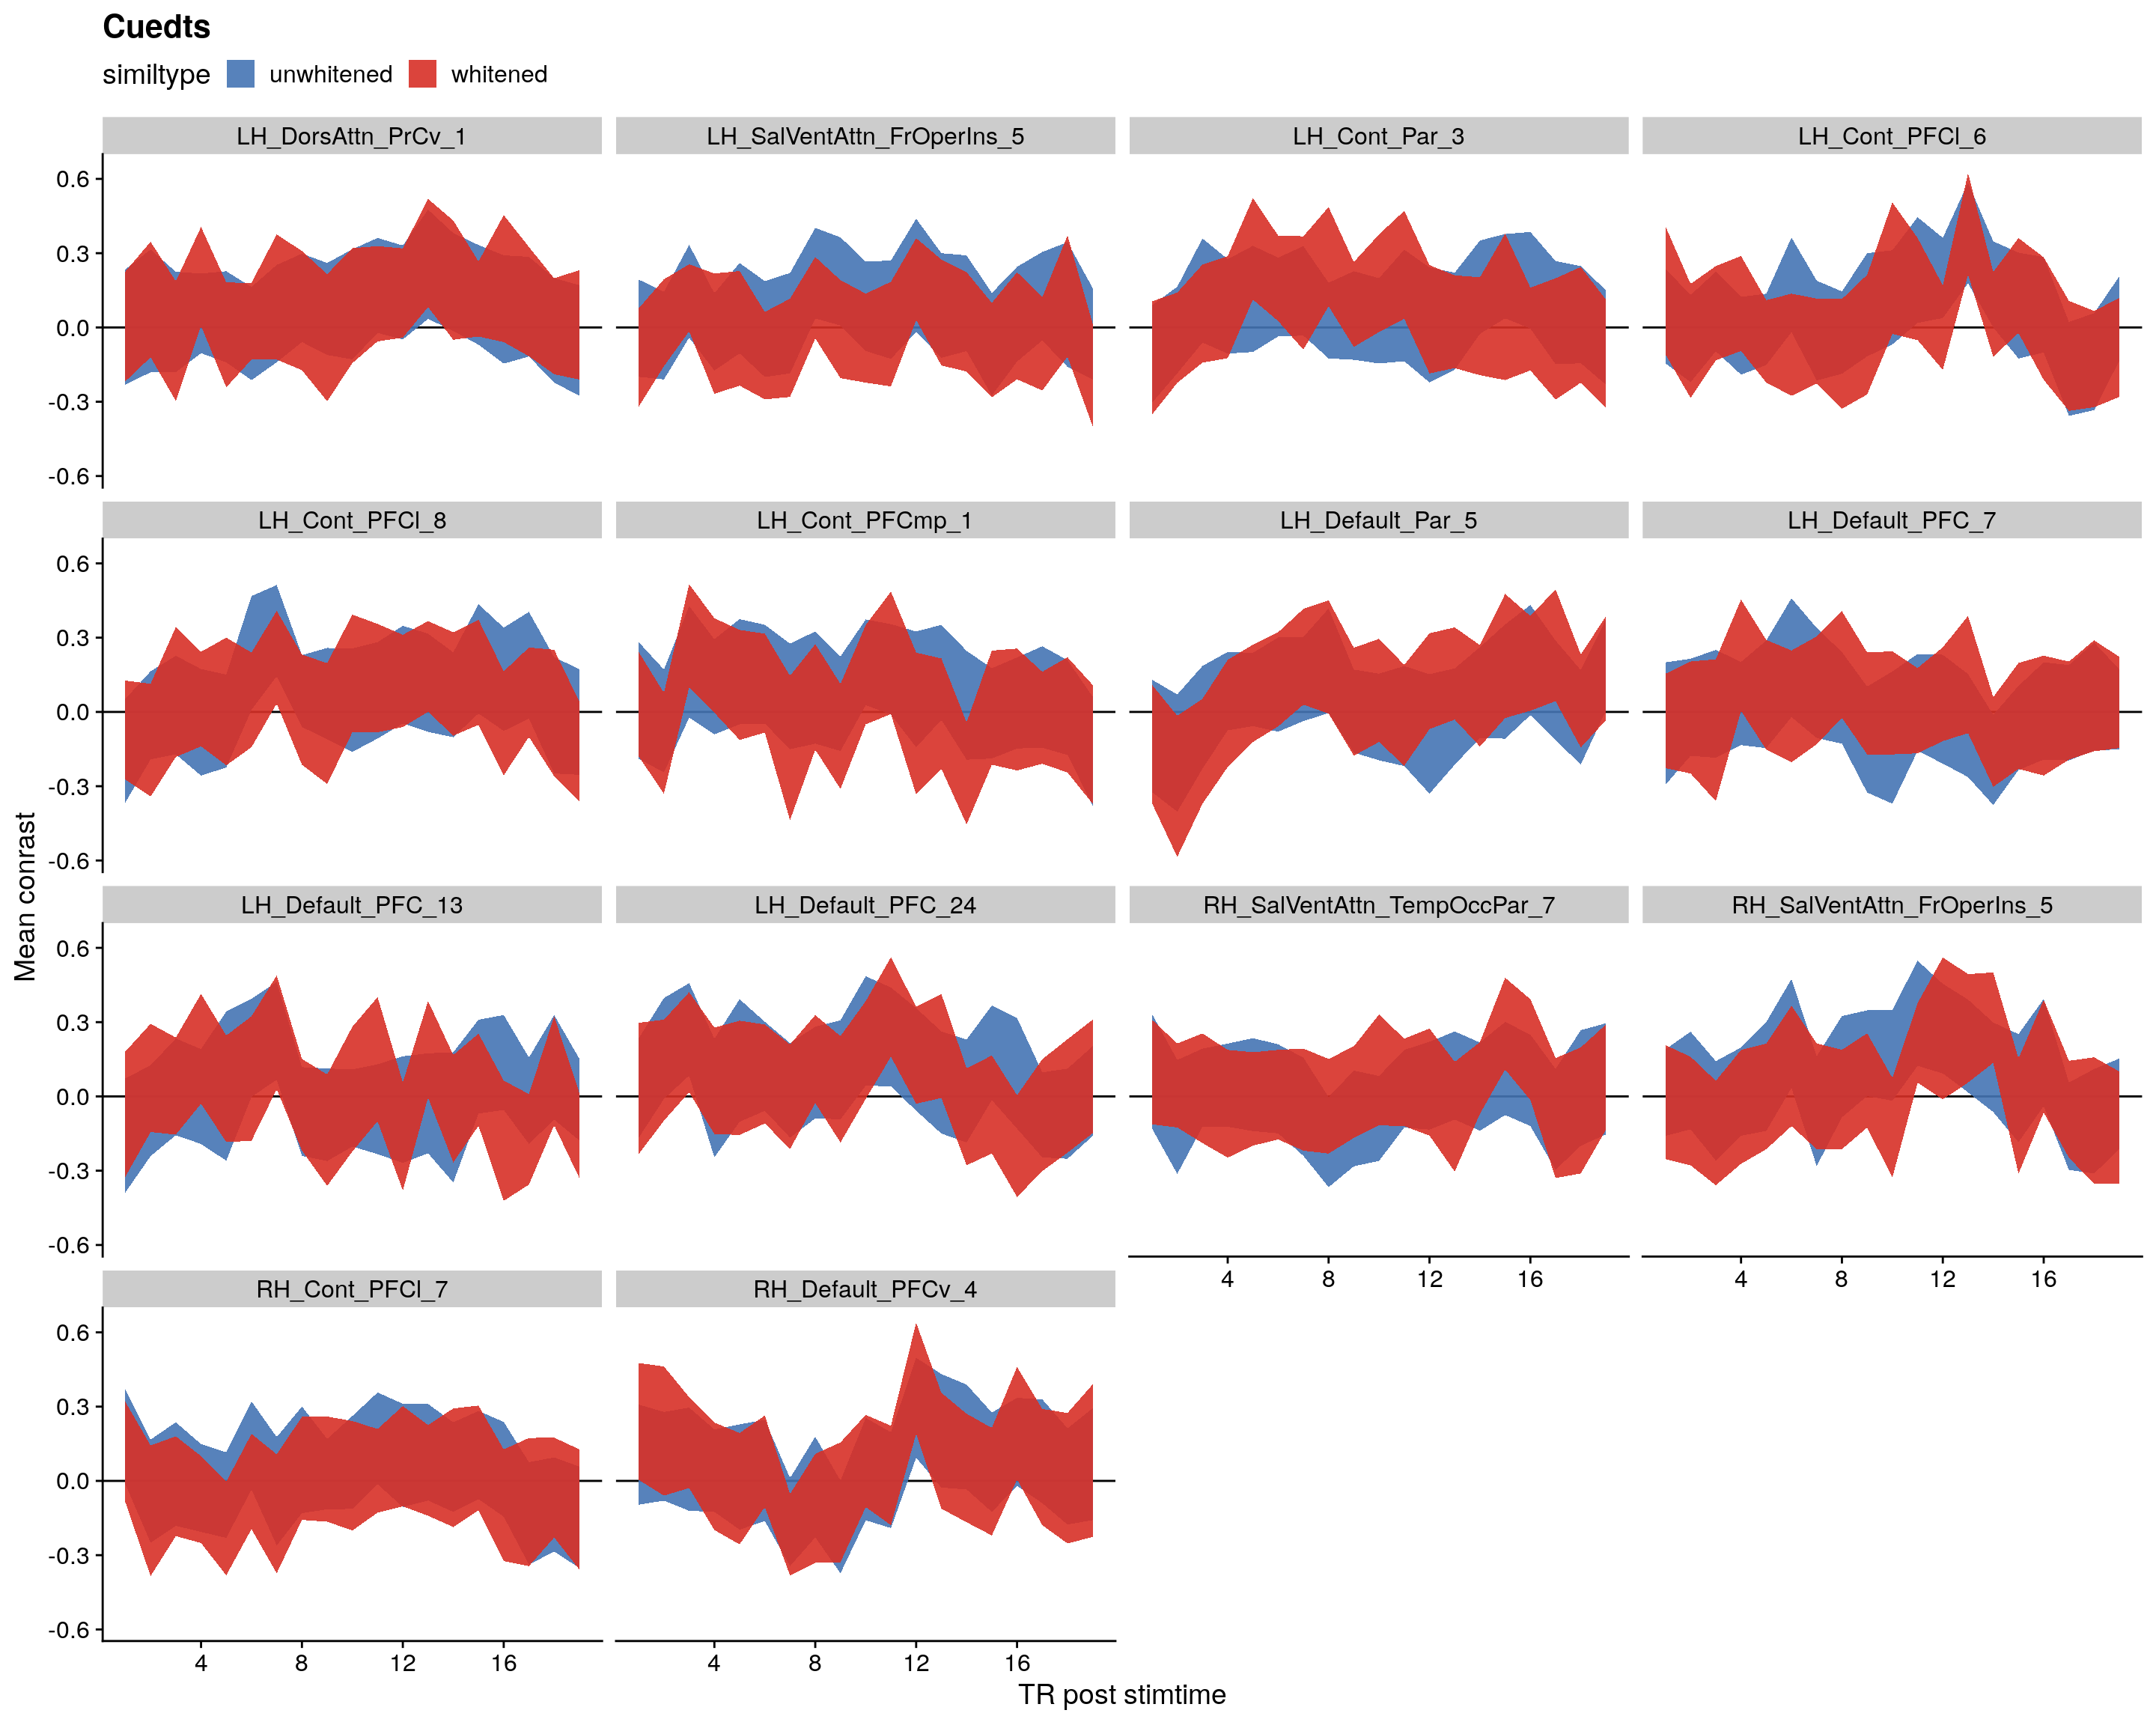 Cuedts
similtype unwhitened whitened
LH_DorsAttn_PrCv_1 LH_SalVentAttn_FrOperIns_5 LH_Cont_Par_3 LH_Cont_PFCl_6
0.6
0.3
0.0
-0.3
-0.6
LH_Cont_PFCl_8 LH_Cont_PFCmp_1 LH_Default_Par_5 LH_Default_PFC_7
0.6
0.3
0.0
-0.3
-0.6
Mean conrast
LH_Default_PFC_13 LH_Default_PFC_24 RH_SalVentAttn_TempOccPar_7 RH_SalVentAttn_FrOperIns_5
0.6
0.3
0.0
-0.3
-0.6
4 8 12 16 4 8 12 16
RH_Cont_PFCl_7 RH_Default_PFCv_4
0.6
0.3
0.0
-0.3
-0.6
4 8 12 16 4 8 12 16
TR post stimtime